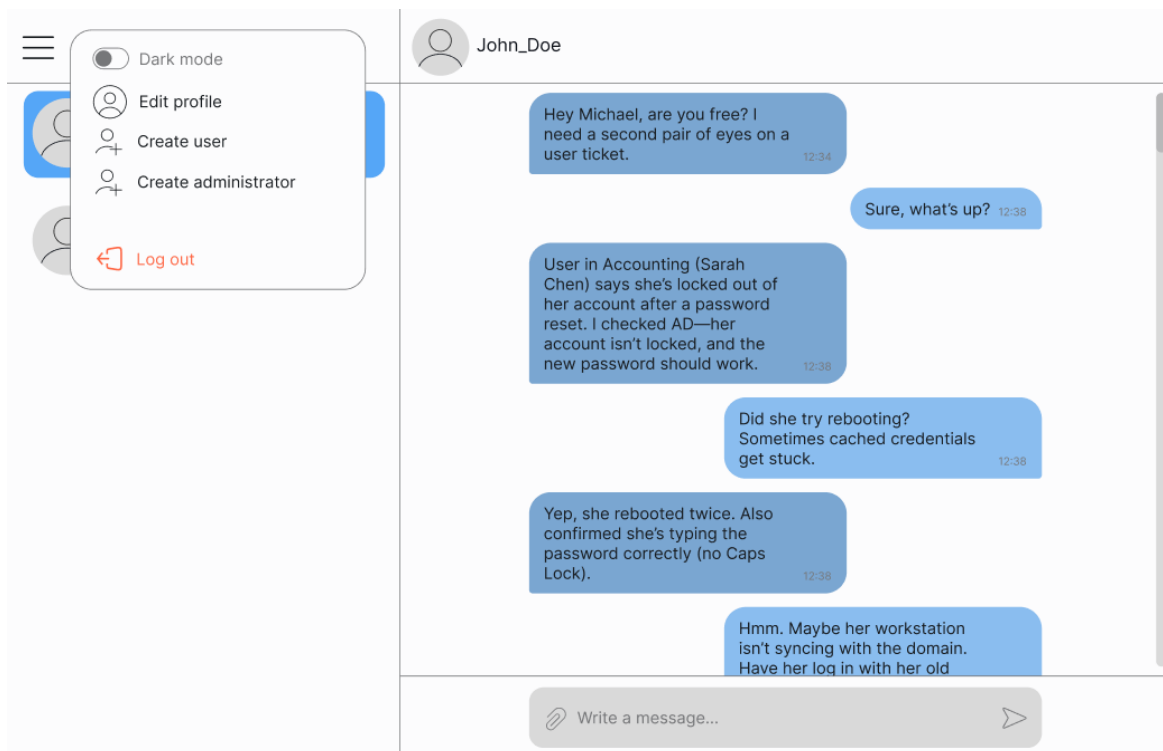 Dark mode
Edit profile
Create user
Create administrator
Log out
John_Doe
Hey Michael, are you free? I
need a second pair of eyes on a
user ticket.
12:34
Sure, what’s up?
12:38
User in Accounting (Sarah
Chen) says she’s locked out of
her account after a password
reset. I checked AD—her
account isn’t locked, and the
new password should work.
12:38
Did she try rebooting?
Sometimes cached credentials
get stuck.
12:38
Yep, she rebooted twice. Also
confirmed she’s typing the
password correctly (no Caps
Lock).
12:38
Hmm. Maybe her workstation
isn’t syncing with the domain.
Have her log in with her old
Write a message...